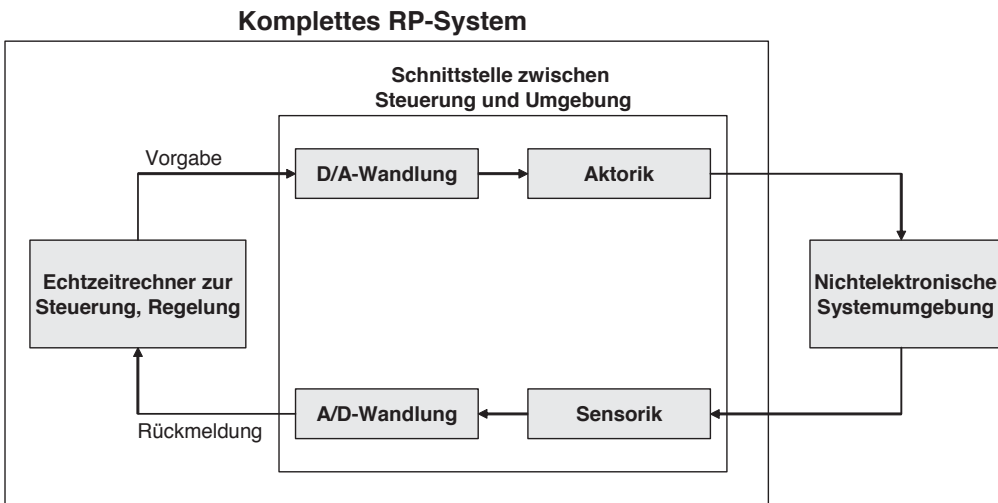 Komplettes RP-System
Schnittstelle zwischen
Steuerung und Umgebung
Vorgabe
D/A-Wandlung
Aktorik
Echtzeitrechner zur
Steuerung, Regelung
Nichtelektronische
Systemumgebung
A/D-Wandlung
Sensorik
Rückmeldung